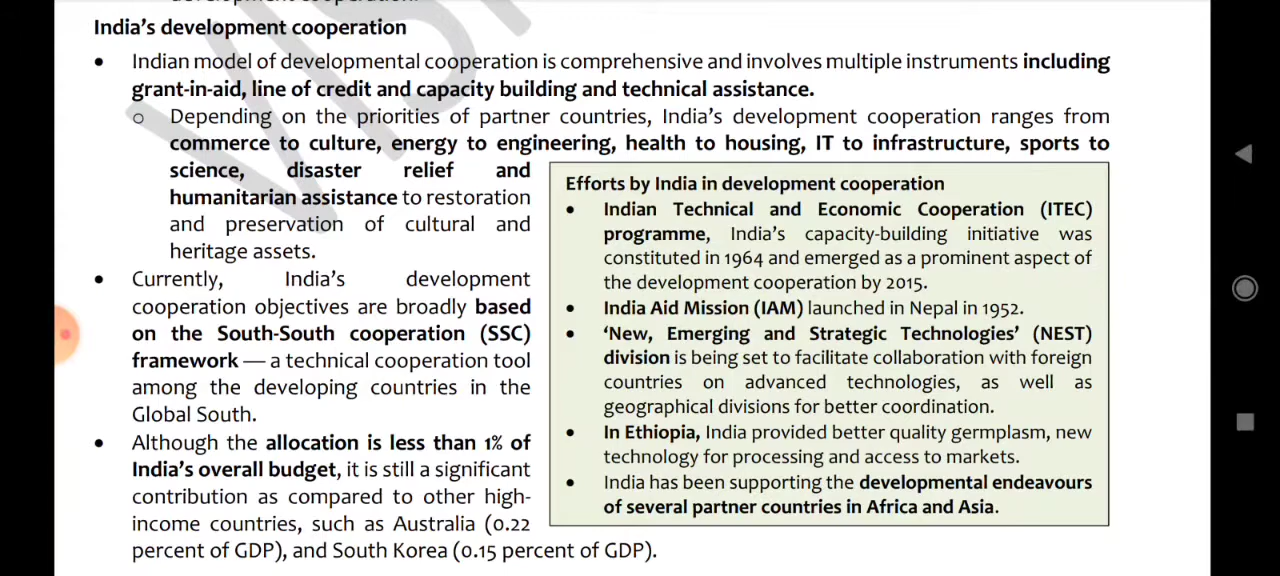 India's development cooperation
• Indian model of developmental cooperation is comprehensive and involves multiple instruments including
grant-in-aid, line of credit and capacity building and technical assistance.
o Depending on the priorities of partner countries, India's development cooperation ranges from
commerce to culture, energy to engineering, health to housing, IT to infrastructure, sports to
science, disaster relief and
humanitarian assistance to restoration
and preservation of cultural and
heritage assets.
• Currently, India's development
cooperation objectives are broadly based
on the South-South cooperation (SSC)
framework — a technical cooperation tool
among the developing countries in the
Global South.
• Although the allocation is less than 1% of
India's overall budget, it is still a significant
contribution as compared to other high-
income countries, such as Australia (0.22
percent of GDP), and South Korea (0.15 percent of GDP).
Efforts by India in development cooperation
• Indian Technical and Economic Cooperation (ITEC)
programme, India's capacity-building initiative was
constituted in 1964 and emerged as a prominent aspect of
the development cooperation by 2015.
• India Aid Mission (IAM) launched in Nepal in 1952.
• 'New, Emerging and Strategic Technologies' (NEST)
division is being set to facilitate collaboration with foreign
countries on advanced technologies, as well as
geographical divisions for better coordination.
• In Ethiopia, India provided better quality germplasm, new
technology for processing and access to markets.
• India has been supporting the developmental endeavours
of several partner countries in Africa and Asia.